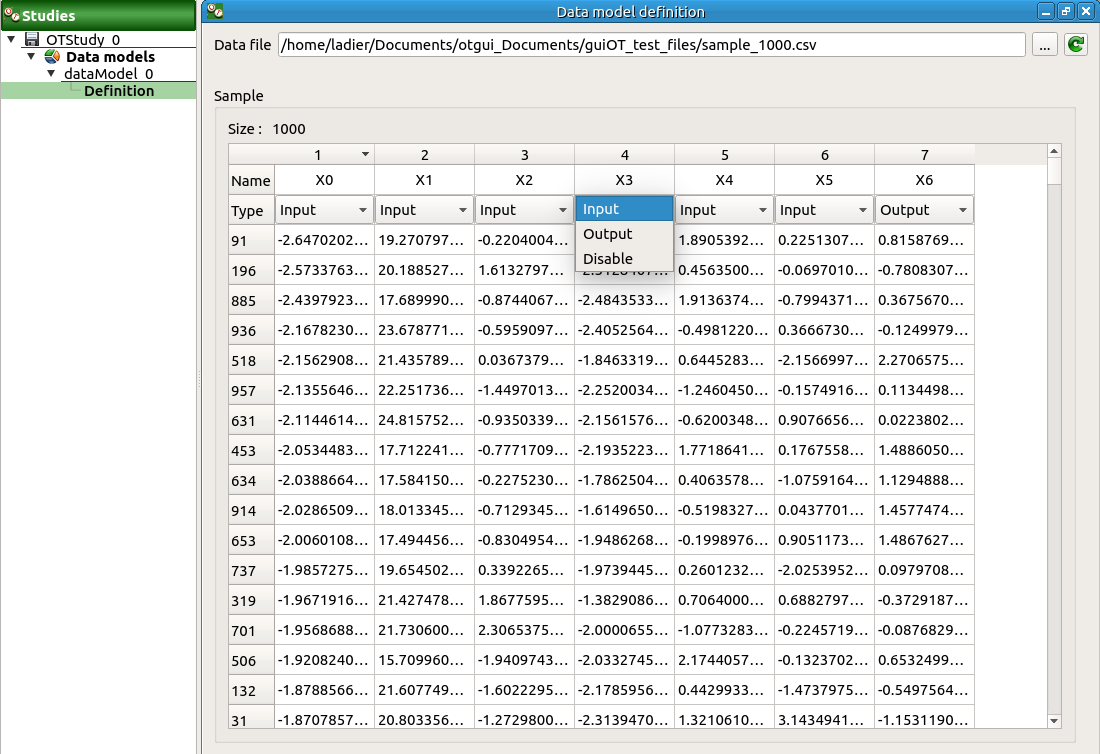 Studies
OTStudy_0
Data models
dataModel_0
Definition
Data model definition
Data file /home/ladier/Documents/otgui_Documents/guiOT_test_files/sample_1000.csv ...
Sample
Size : 1000
1 2 3 4 5 6 7
Name X0 X1 X2 X3 X4 X5 X6
Type Input Input Input Input Input Input Output
Output
Disable
91 -2.6470202... 19.270797... -0.2204004... 1.8905392... 0.2251307... 0.8158769...
196 -2.5733763... 20.188527... 1.6132797... 0.4563500... -0.0697010... -0.7808307...
885 -2.4397923... 17.689990... -0.8744067... -2.4843533... 1.9136374... -0.7994371... 0.3675670...
936 -2.1678230... 23.678771... -0.5959097... -2.4052564... -0.4981220... 0.3666730... -0.1249979...
518 -2.1562908... 21.435789... 0.0367379... -1.8463319... 0.6445283... -2.1566997... 2.2706575...
957 -2.1355646... 22.251736... -1.4497013... -2.2520034... -1.2460450... -0.1574916... 0.1134498...
631 -2.1144614... 24.815752... -0.9350339... -2.1561576... -0.6200348... 0.9076656... 0.0223802...
453 -2.0534483... 17.712241... -0.7771709... -2.1935223... 1.7718641... 0.1767558... 1.4886050...
634 -2.0388664... 17.584150... -0.2275230... -1.7862504... 0.4063578... -1.0759164... 1.1294888...
914 -2.0286509... 18.013345... -0.7129345... -1.6149650... -0.5198327... 0.0437701... 1.4577474...
653 -2.0060108... 17.494456... -0.8304954... -1.9486268... -0.1998976... 0.9051173... 1.4867627...
737 -1.9857275... 19.654502... 0.3392265... -1.9739445... 0.2601232... -2.0253952... 0.0979708...
319 -1.9671916... 21.427478... 1.8677595... -1.3829086... 0.7064000... 0.6882797... -0.3729187...
701 -1.9568688... 21.730600... 2.3065375... -2.0000655... -1.0773283... -0.2245719... -0.0876829...
506 -1.9208240... 15.709960... -1.9409743... -2.0332745... 2.1744057... -0.1323702... 0.6532499...
132 -1.8788566... 21.607749... -1.6022295... -2.1785956... 0.4429933... -1.4737975... -0.5497564...
31 -1.8707857... 20.803356... -1.2729800... -2.3139470... 1.3210610... 3.1434941... -1.1531190...